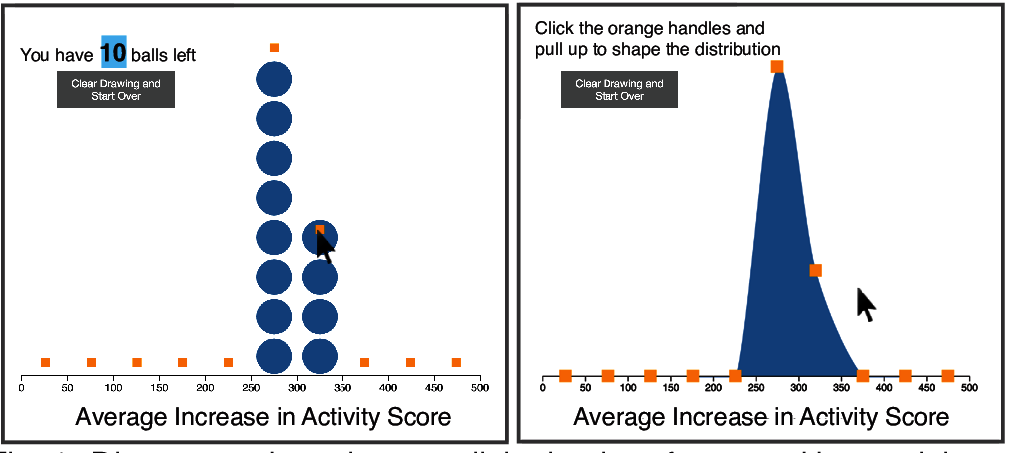 You have 10 balls left
Clear Drawing and
Start Over
0 50 100 150 200 250 300 350 400 450 500
Average Increase in Activity Score
Click the orange handles and
pull up to shape the distribution
Clear Drawing and
Start Over
0 50 100 150 200 250 300 350 400 450 500
Average Increase in Activity Score